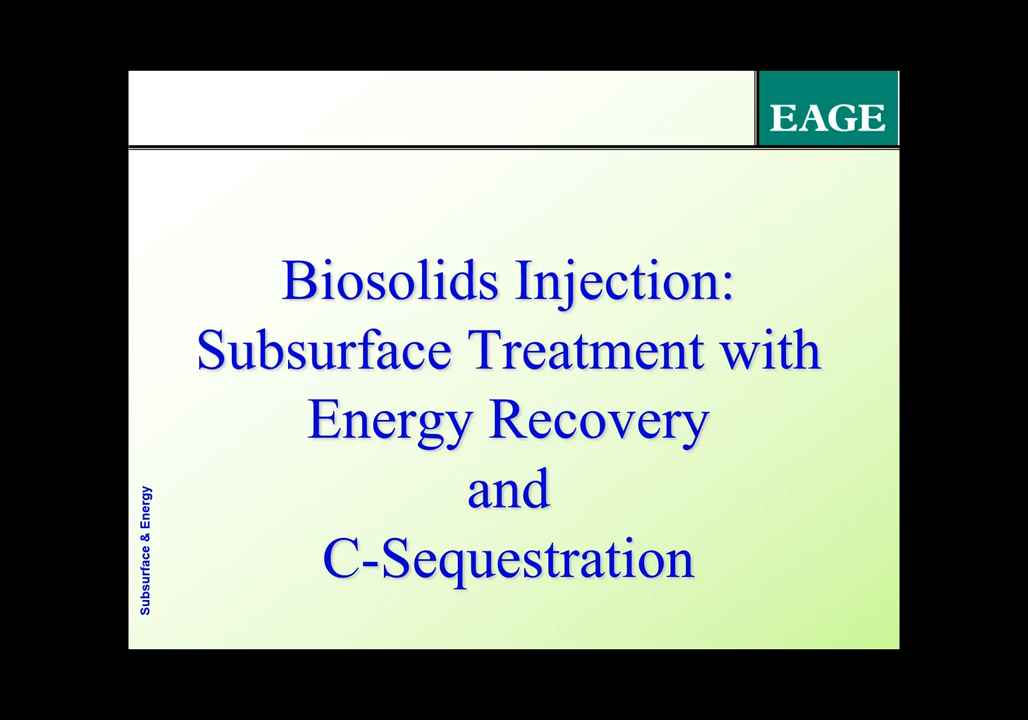 EAGE
Biosolids Injection:
Subsurface Treatment with
Energy Recovery
and
C-Sequestration
Subsurface & Energy